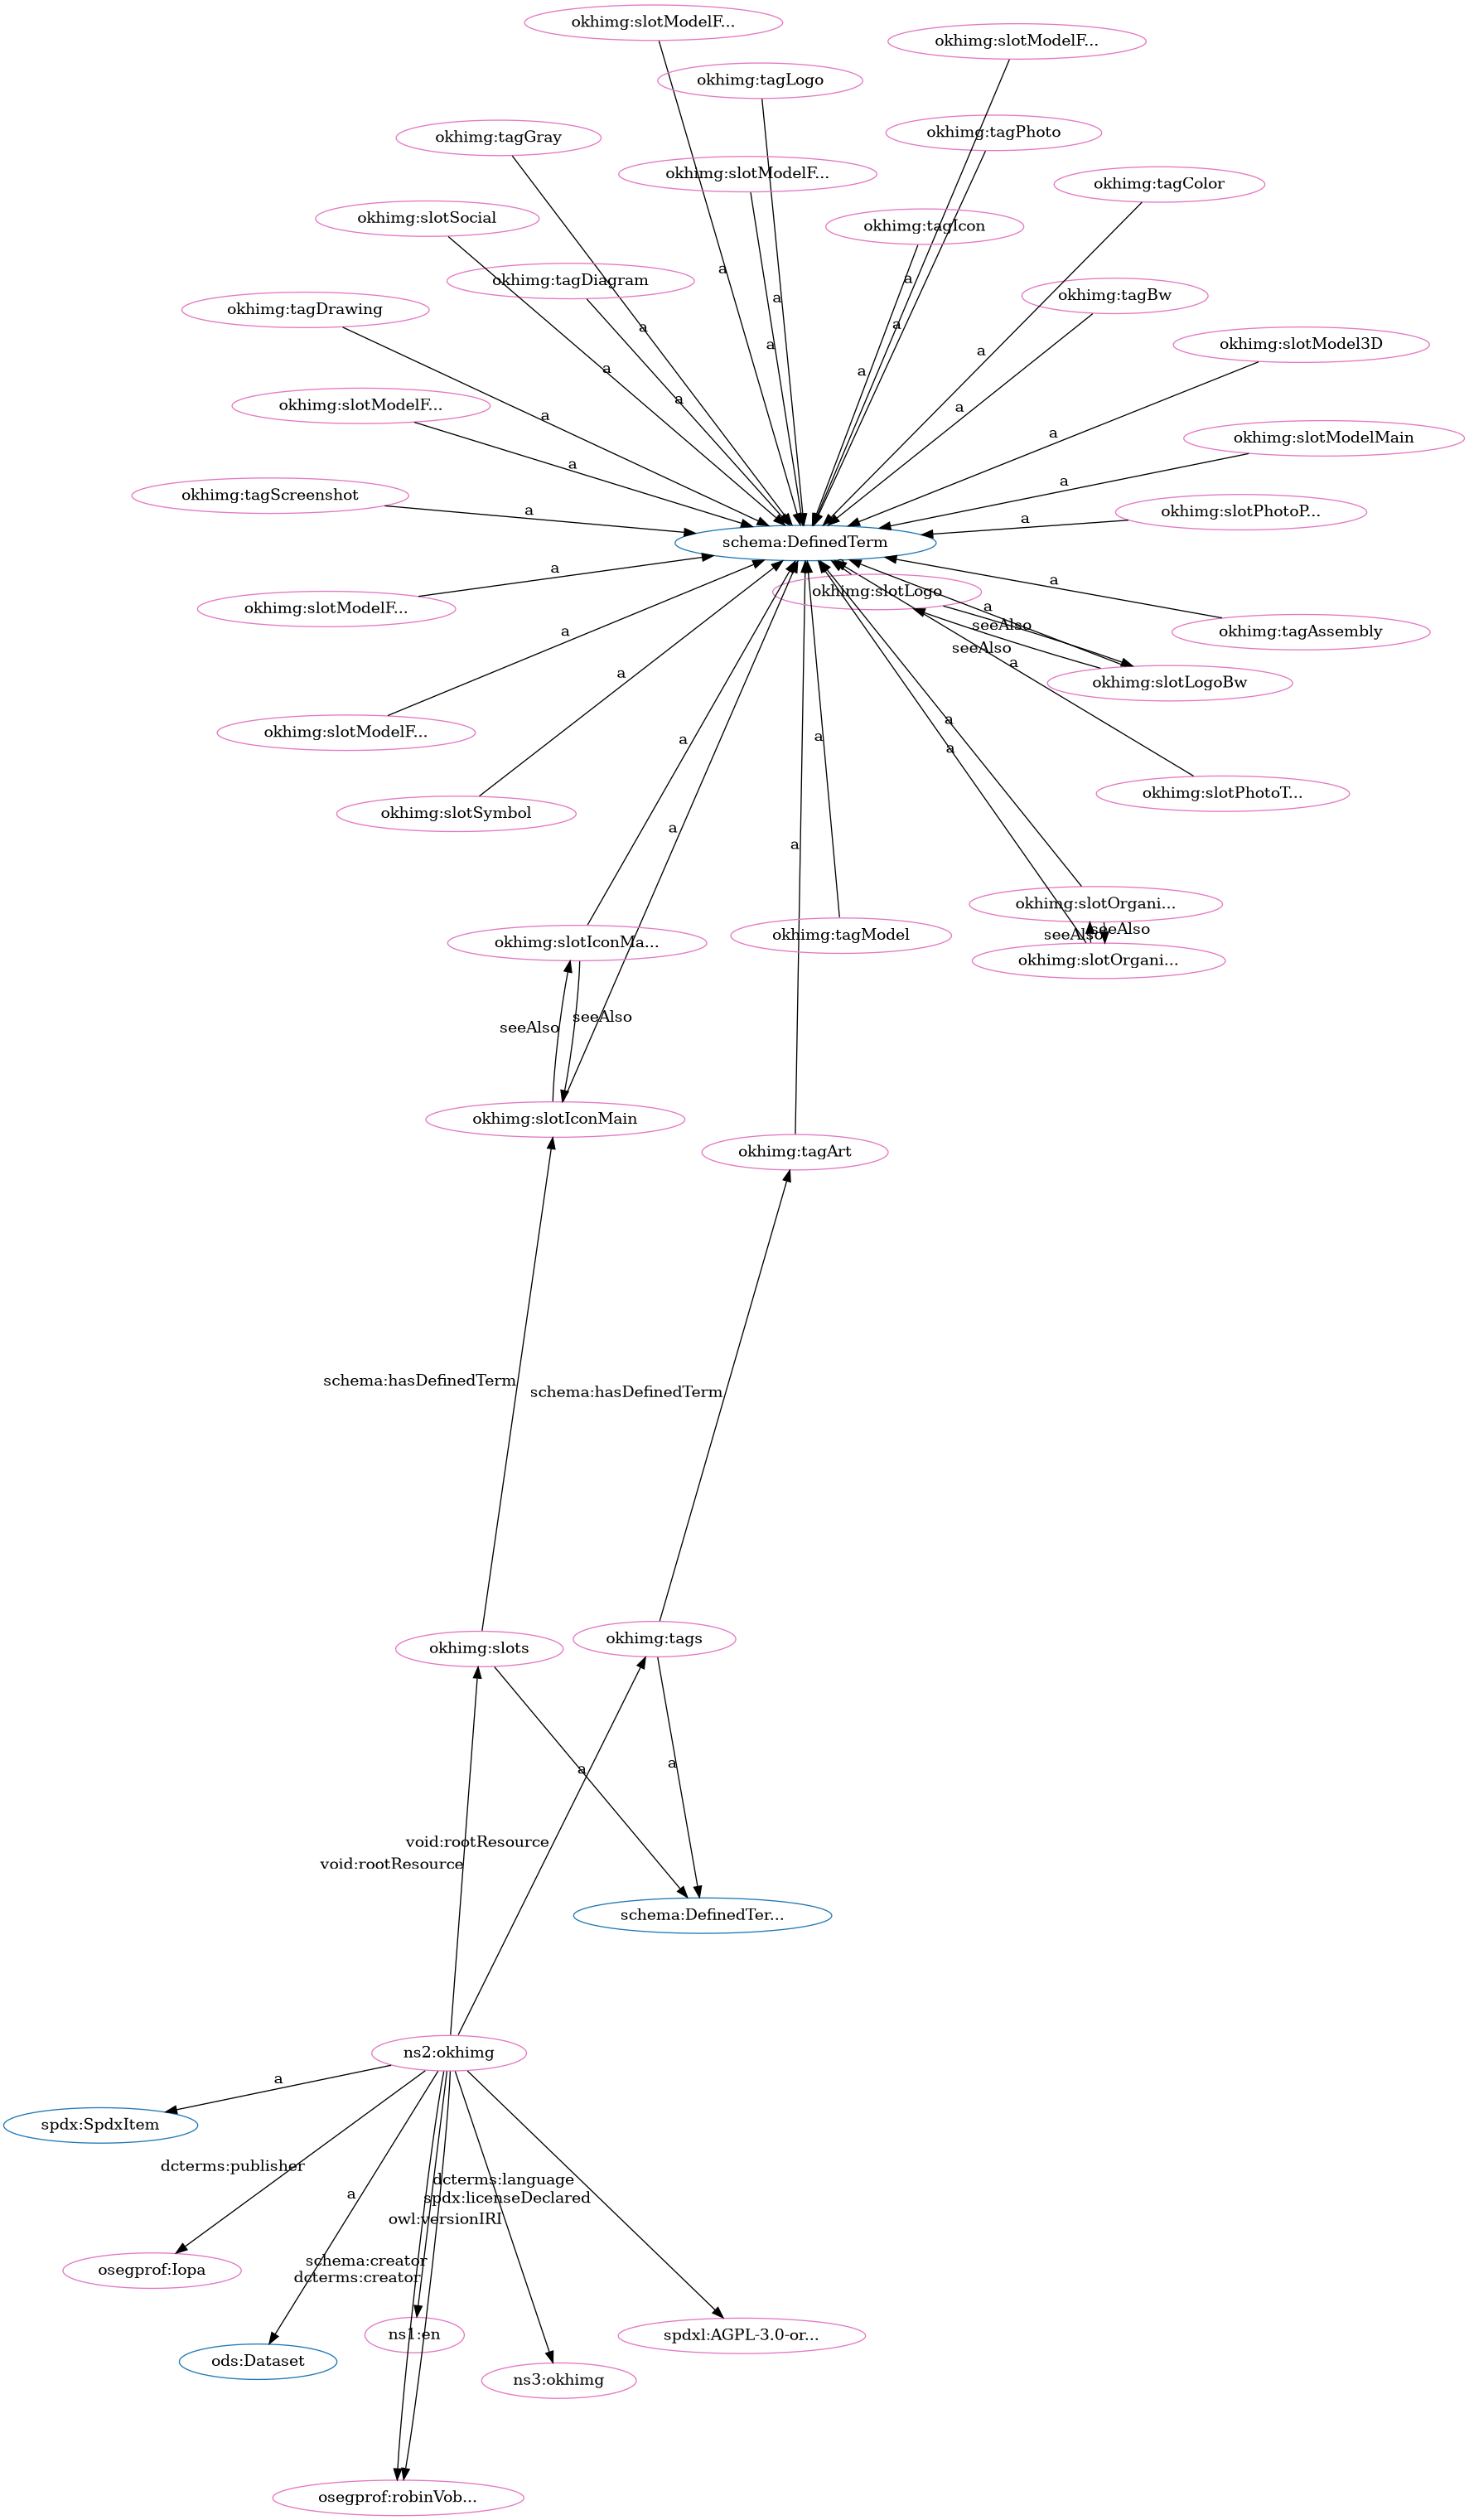 okhimg:slotModelF...
okhimg:slotModelF...
okhimg:tagLogo
okhimg:tagPhoto
okhimg:tagGray
okhimg:slotModelF...
okhimg:tagColor
okhimg:slotSocial
okhimg:tagIcon
a
okhimg:tagDiagram
a
a
okhimg:tagBw
okhimg:tagDrawing
a
a
a
okhimg:slotModel3D
a
a
a
a
a
okhimg:slotModelF...
a
a
a
okhimg:slotModelMain
a
a
okhimg:tagScreenshot
a
okhimg:slotPhotoP...
a
schema:DefinedTerm
a
a
a
okhimg:slotLogo
okhimg:slotModelF...
a
seeAlso
a
okhimg:tagAssembly
seeAlso
a
a
okhimg:slotLogoBw
okhimg:slotModelF...
a
a
a
a
okhimg:slotPhotoT...
okhimg:slotSymbol
a
a
okhimg:slotOrgani...
seeAlso
seeAlso
okhimg:tagModel
okhimg:slotIconMa...
okhimg:slotOrgani...
seeAlso
seeAlso
okhimg:slotIconMain
okhimg:tagArt
schema:hasDefinedTerm
schema:hasDefinedTerm
okhimg:tags
okhimg:slots
a
a
void:rootResource
void:rootResource
schema:DefinedTer...
ns2:okhimg
a
spdx:SpdxItem
dcterms:publisher
dcterms:language
a
spdx:licenseDeclared
owl:versionIRI
schema:creator
osegprof:Iopa
dcterms:creator
ns1:en
spdxl:AGPL-3.0-or...
ods:Dataset
ns3:okhimg
osegprof:robinVob...